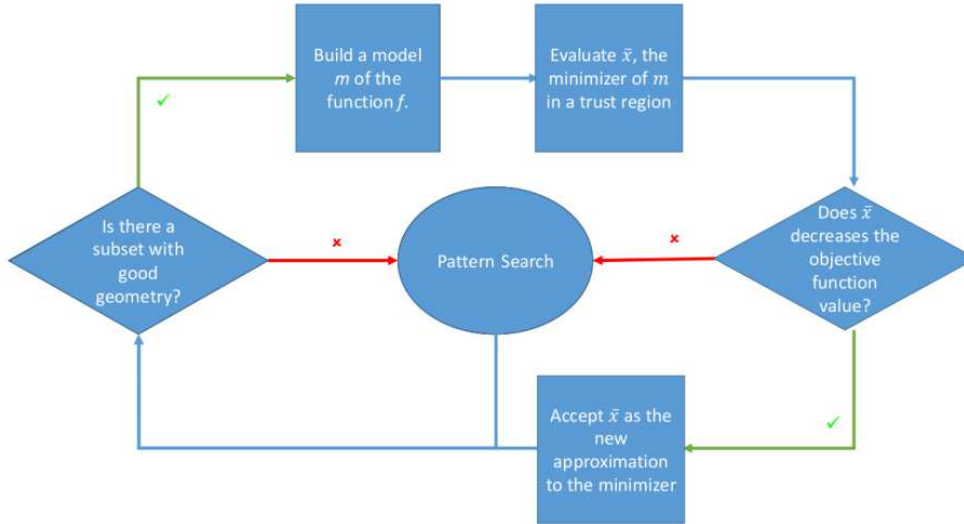 Build a model
m of the
function f.
Evaluate x̄, the
minimizer of m
in a trust region
✓
Is there a
subset with
good
geometry?
✘
Pattern Search
✘
Does x̄
decreases the
objective
function
value?
✓
Accept x̄ as the
new
approximation
to the minimizer